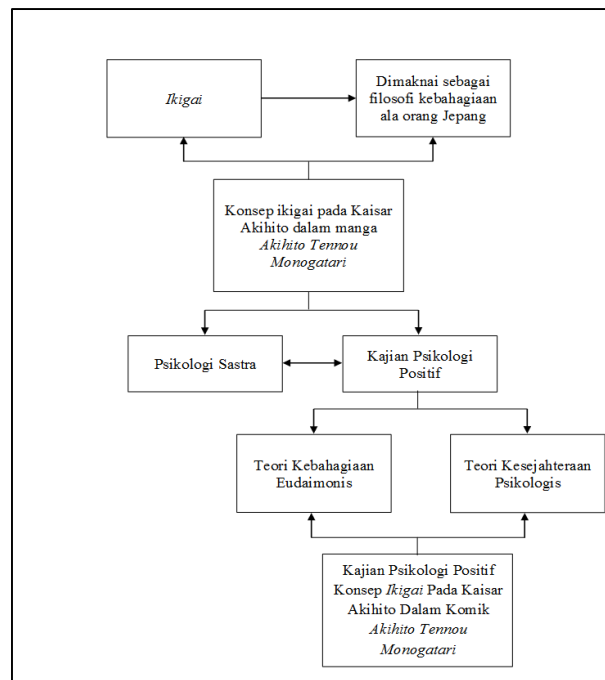 Ikigai
Dimaknai sebagai
filosofi kebahagiaan
ala orang Jepang
Konsep ikigai pada Kaisar
Akihito dalam manga
Akihito Tennou
Monogatari
Psikologi Sastra
Kajian Psikologi
Positif
Teori Kebahagiaan
Eudaimonis
Teori Kesejahteraan
Psikologis
Kajian Psikologi Positif
Konsep Ikigai Pada Kaisar
Akihito Dalam Komik
Akihito Tennou
Monogatari